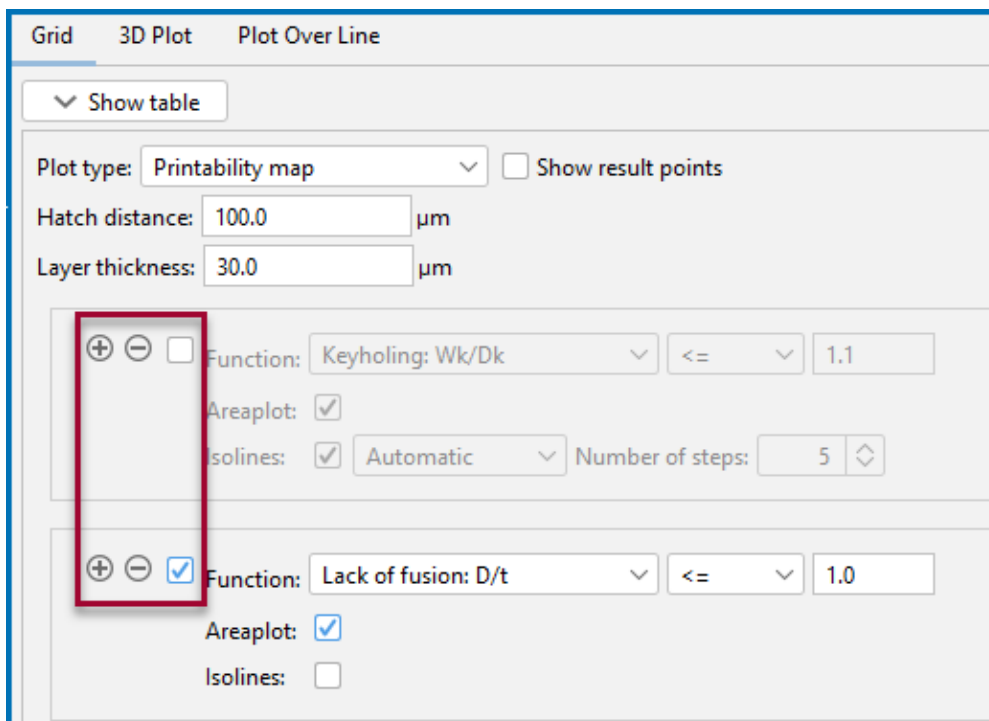 Grid 3D Plot Plot Over Line
Show table
Plot type: Printability map Show result points
Hatch distance: 100.0 µm
Layer thickness: 30.0 µm
Function: Keyholing: Wk/Dk <= 1.1
Areaplot:
Isolines: Automatic Number of steps: 5
Function: Lack of fusion: D/t <= 1.0
Areaplot:
Isolines: